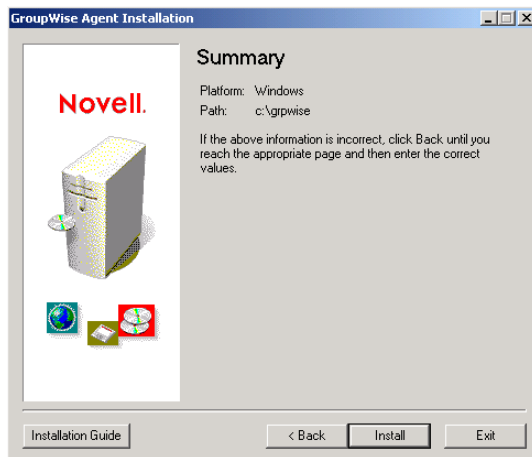 GroupWise Agent Installation
Novell.
Summary
Platform: Windows
Path: c:\grpwise
If the above information is incorrect, click Back until you
reach the appropriate page and then enter the correct
values.
Installation Guide
< Back
Install
Exit